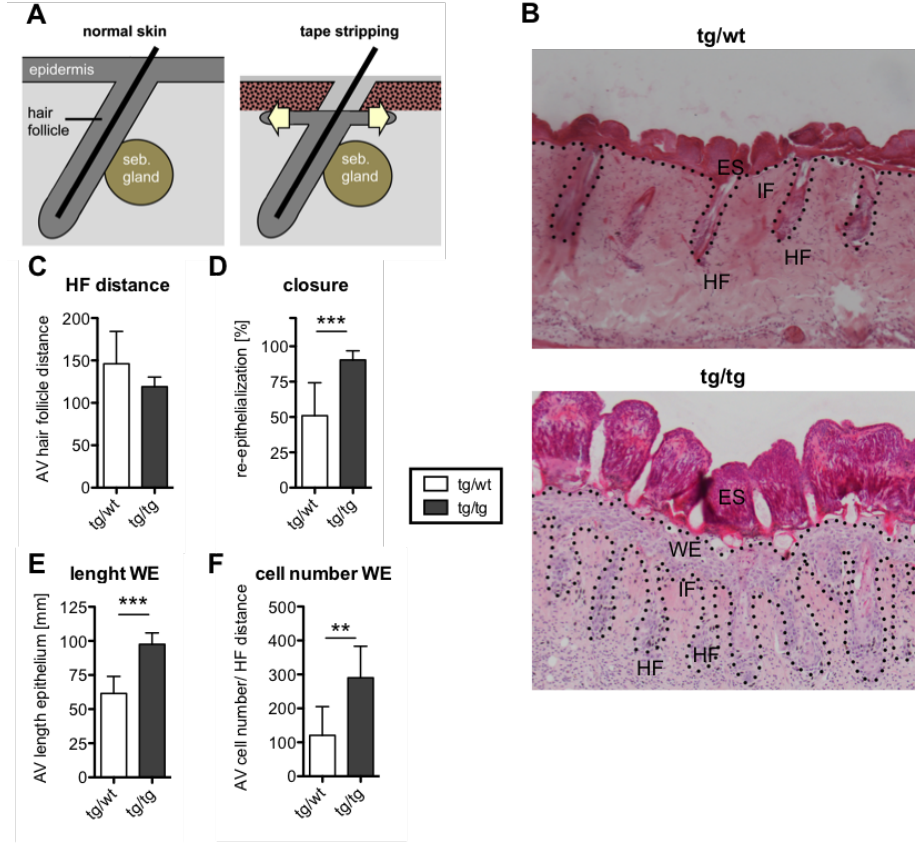 A
normal skin
tape stripping
epidermis
hair
follicle
seb.
gland
seb.
gland
B
tg/wt
ES
IF
HF
HF
tg/tg
ES
WE
IF
HF
HF
C
HF distance
AV hair follicle distance
200
150
100
50
0
tg/wt
tg/tg
D
closure
***
re-epithelialization [%]
100
75
50
25
0
tg/wt
tg/tg
tg/wt
tg/tg
E
lenght WE
***
AV length epithelium [mm]
125
100
75
50
25
0
tg/wt
tg/tg
F
cell number WE
**
AV cell number/ HF distance
500
400
300
200
100
0
tg/wt
tg/tg